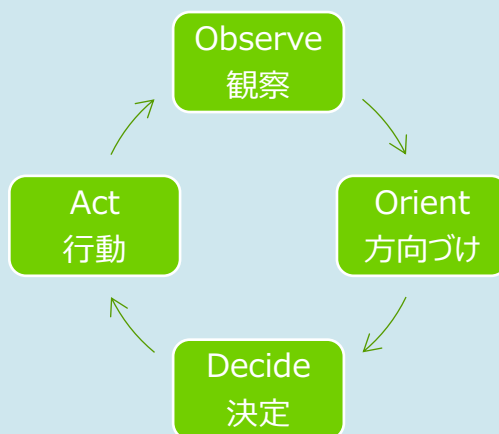 Observe
観察
Act
行動
Orient
方向づけ
Decide
決定